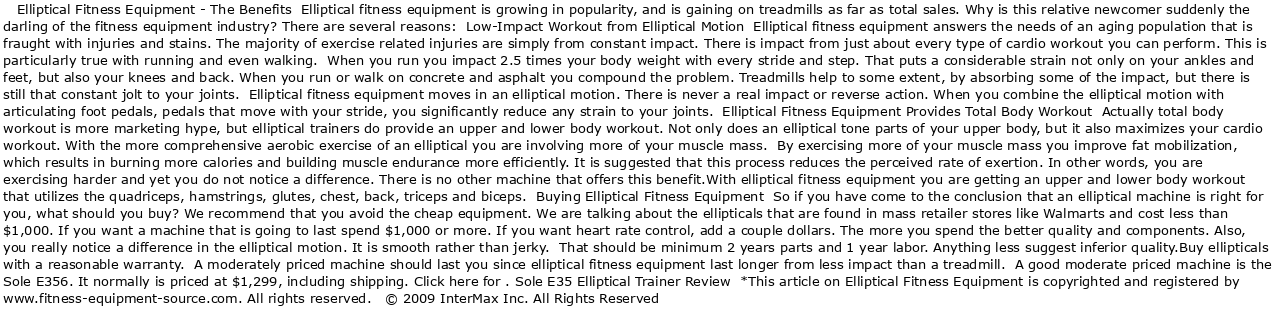 Elliptical Fitness Equipment - The Benefits  Elliptical fitness equipment is growing in popularity, and is gaining on treadmills as far as total sales. Why is this relative newcomer suddenly the
darling of the fitness equipment industry? There are several reasons:  Low-Impact Workout from Elliptical Motion  Elliptical fitness equipment answers the needs of an aging population that is
fraught with injuries and stains. The majority of exercise related injuries are simply from constant impact. There is impact from just about every type of cardio workout you can perform. This is
particularly true with running and even walking.  When you run you impact 2.5 times your body weight with every stride and step. That puts a considerable strain not only on your ankles and
feet, but also your knees and back. When you run or walk on concrete and asphalt you compound the problem. Treadmills help to some extent, by absorbing some of the impact, but there is
still that constant jolt to your joints.  Elliptical fitness equipment moves in an elliptical motion. There is never a real impact or reverse action. When you combine the elliptical motion with
articulating foot pedals, pedals that move with your stride, you significantly reduce any strain to your joints.  Elliptical Fitness Equipment Provides Total Body Workout  Actually total body
workout is more marketing hype, but elliptical trainers do provide an upper and lower body workout. Not only does an elliptical tone parts of your upper body, but it also maximizes your cardio
workout. With the more comprehensive aerobic exercise of an elliptical you are involving more of your muscle mass.  By exercising more of your muscle mass you improve fat mobilization,
which results in burning more calories and building muscle endurance more efficiently. It is suggested that this process reduces the perceived rate of exertion. In other words, you are
exercising harder and yet you do not notice a difference. There is no other machine that offers this benefit.With elliptical fitness equipment you are getting an upper and lower body workout
that utilizes the quadriceps, hamstrings, glutes, chest, back, triceps and biceps.  Buying Elliptical Fitness Equipment  So if you have come to the conclusion that an elliptical machine is right for
you, what should you buy? We recommend that you avoid the cheap equipment. We are talking about the ellipticals that are found in mass retailer stores like Walmarts and cost less than
$1,000. If you want a machine that is going to last spend $1,000 or more. If you want heart rate control, add a couple dollars. The more you spend the better quality and components. Also,
you really notice a difference in the elliptical motion. It is smooth rather than jerky.  That should be minimum 2 years parts and 1 year labor. Anything less suggest inferior quality.Buy ellipticals
with a reasonable warranty.  A moderately priced machine should last you since elliptical fitness equipment last longer from less impact than a treadmill.  A good moderate priced machine is the
Sole E356. It normally is priced at $1,299, including shipping. Click here for . Sole E35 Elliptical Trainer Review  *This article on Elliptical Fitness Equipment is copyrighted and registered by
www.fitness-equipment-source.com. All rights reserved.   © 2009 InterMax Inc. All Rights Reserved